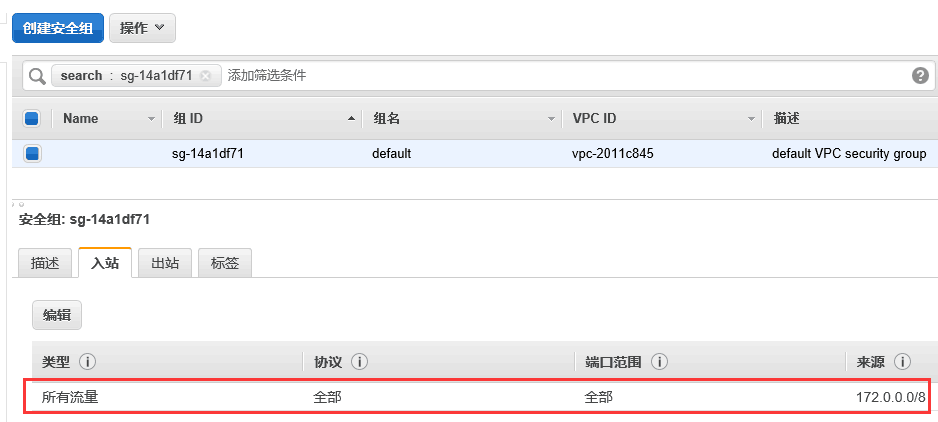 创建安全组 操作
search : sg-14a1df71 添加筛选条件
Name 组 ID 组名 VPC ID 描述
sg-14a1df71 default vpc-2011c845 default VPC security group
安全组: sg-14a1df71
描述 入站 出站 标签
编辑
类型 协议 端口范围 来源
所有流量 全部 全部 172.0.0.0/8